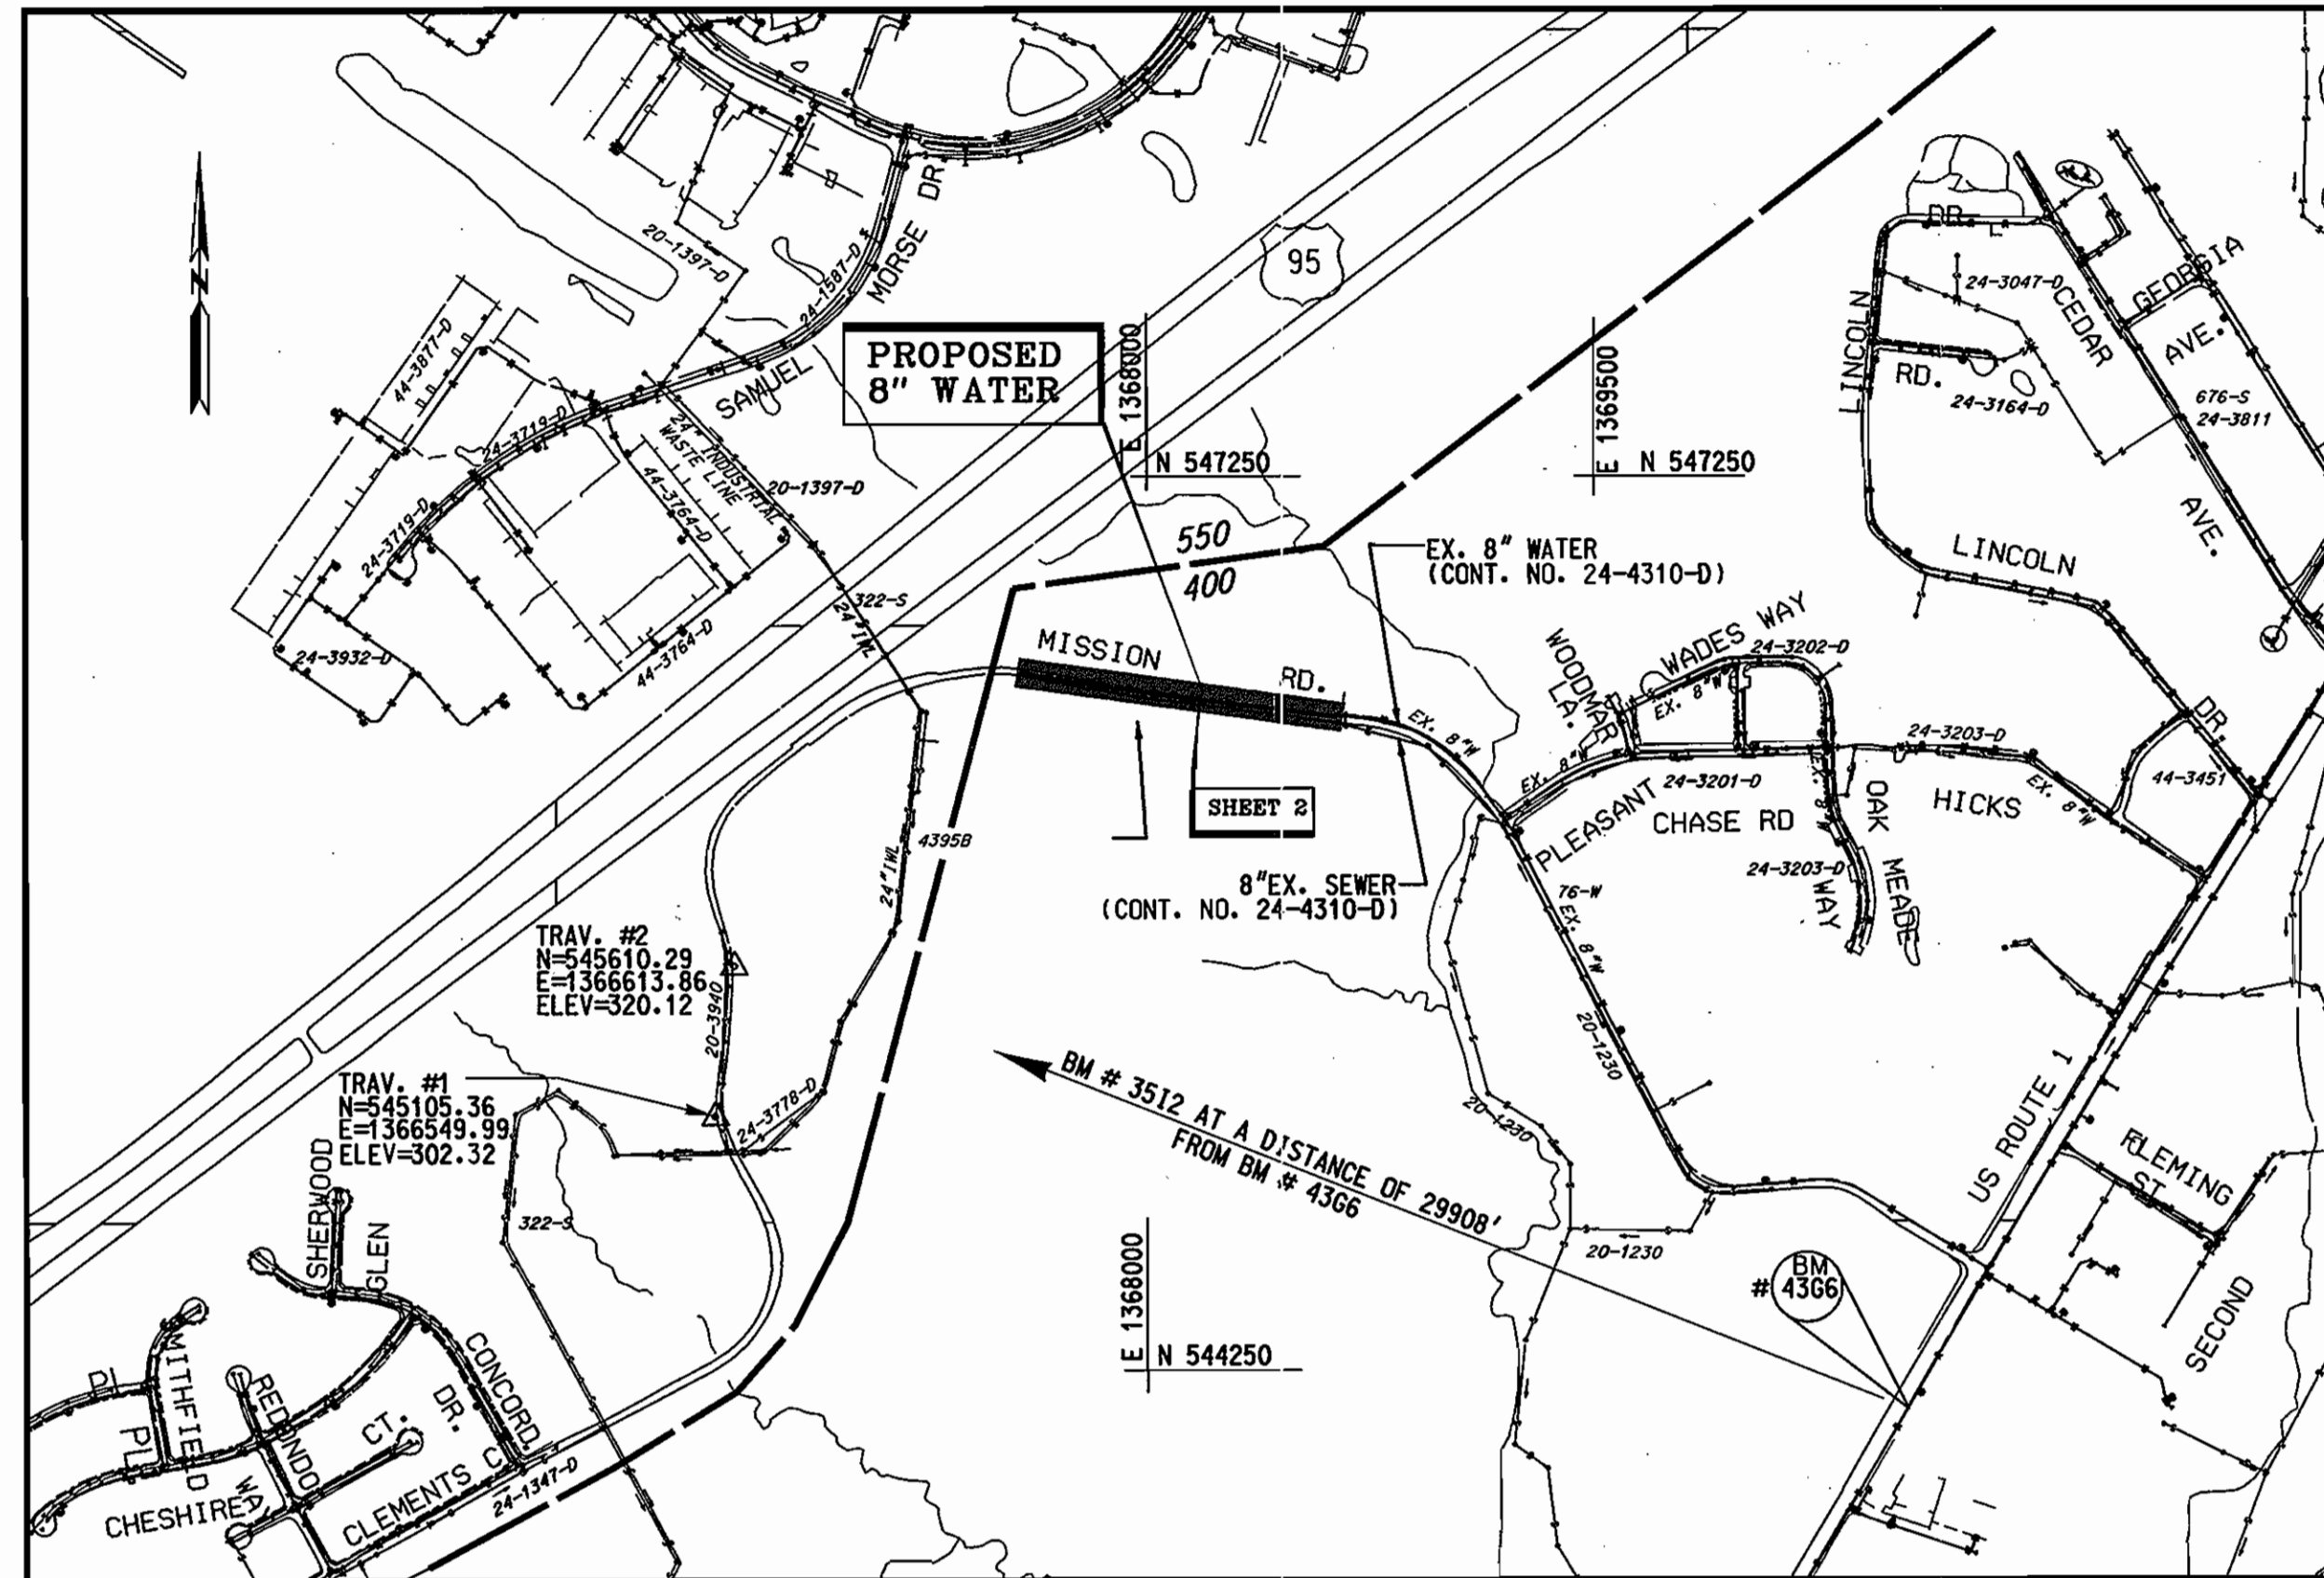 20-1397-D
24-1587-D
MORSE DR
SAMUEL
44-3877-D
24-3719-D
24-3719-D
24" INDUSTRIAL
WASTE LINE
20-1397-D
44-3764-D
44-3764-D
24-3932-D
322-S
24"IWL
N
95
PROPOSED
8" WATER
E 1368000
N 547250
E 1369500
N 547250
550
400
MISSION RD.
SHEET 2
EX. 8" WATER
(CONT. NO. 24-4310-D)
8"EX. SEWER
(CONT. NO. 24-4310-D)
EX. 8"W
LINCOLN
DR
24-3047-D
CEDAR
AVE.
GEORGIA
AVE.
RD.
24-3164-D
676-S
24-3811
LINCOLN
DR.
WOODMAR
LA.
WADES WAY
24-3202-D
EX. 8"W
EX. 8"W
PLEASANT
24-3201-D
CHASE RD
EX. 8"W
24-3203-D
HICKS
EX. 8"W
44-3451
OAK
MEADE
WAY
24-3203-D
76-W
EX. 8"W
20-1230
20-1230
20-1230
4395B
24"IWL
TRAV. #2
N=545610.29
E=1366613.86
ELEV=320.12
20-3940
TRAV. #1
N=545105.36
E=1366549.99
ELEV=302.32
24-3778-D
322-S
BM # 35I2 AT A DISTANCE OF 29908'
FROM BM # 43G6
BM
# 43G6
US ROUTE 1
FLEMING
ST
SECOND
E 1368000
N 544250
SHERWOOD
GLEN
CONCORD
DR.
PL
MITHFIELD
PL
REDONDO
WAY
CT.
CHESHIRE
CLEMENTS C
24-1347-D